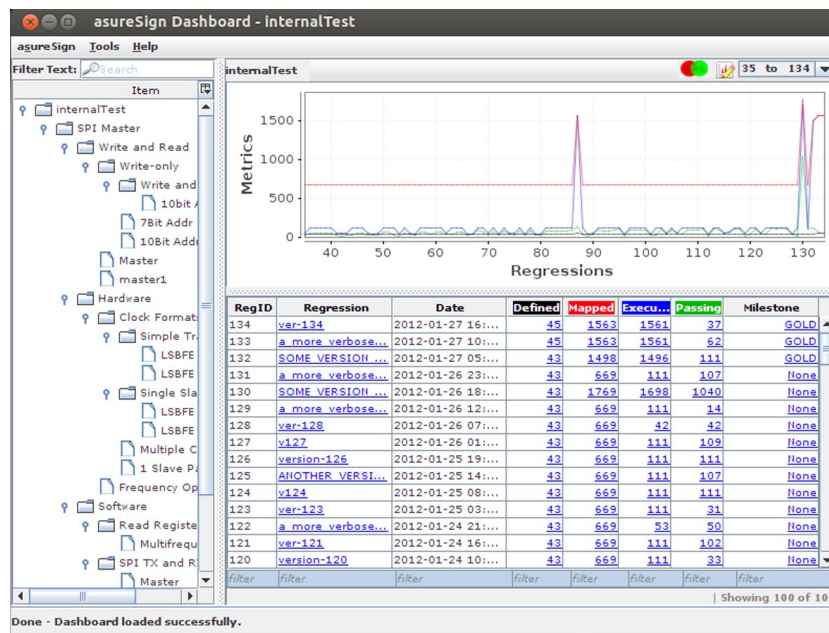 asureSign Dashboard - internalTest
asureSign Tools Help
Filter Text: Search
Item
internalTest
SPI Master
Write and Read
Write-only
Write and
10bit
7Bit Addr
10Bit Add
Master
master1
Hardware
Clock Format
Simple Tr
LSBFE
LSBFE
Single Sla
LSBFE
LSBFE
Multiple C
1 Slave P
Frequency Op
Software
Read Registe
Multifrequ
SPI TX and R
Master
internalTest
35 to 134
Metrics
1500
1000
500
0
40 50 60 70 80 90 100 110 120 130
Regressions
RegID Regression Date Defined Mapped Execu... Passing Milestone
134 ver-134 2012-01-27 16:... 45 1563 1561 37 GOLD
133 a more verbose... 2012-01-27 10:... 45 1563 1561 62 GOLD
132 SOME VERSION ... 2012-01-27 05:... 43 1498 1496 111 GOLD
131 a more verbose... 2012-01-26 23:... 43 669 111 107 None
130 SOME VERSION ... 2012-01-26 18:... 43 1769 1698 1040 None
129 a more verbose... 2012-01-26 12:... 43 669 111 14 None
128 ver-128 2012-01-26 07:... 43 669 42 42 None
127 v127 2012-01-26 01:... 43 669 111 109 None
126 version-126 2012-01-25 19:... 43 669 111 111 None
125 ANOTHER VERSI... 2012-01-25 14:... 43 669 111 107 None
124 v124 2012-01-25 08:... 43 669 111 111 None
123 ver-123 2012-01-25 03:... 43 669 111 31 None
122 a more verbose... 2012-01-24 21:... 43 669 53 50 None
121 ver-121 2012-01-24 16:... 43 669 111 102 None
120 version-120 2012-01-24 10:... 43 669 111 33 None
filter filter filter filter filter filter filter filter
Showing 100 of 10
Done - Dashboard loaded successfully.